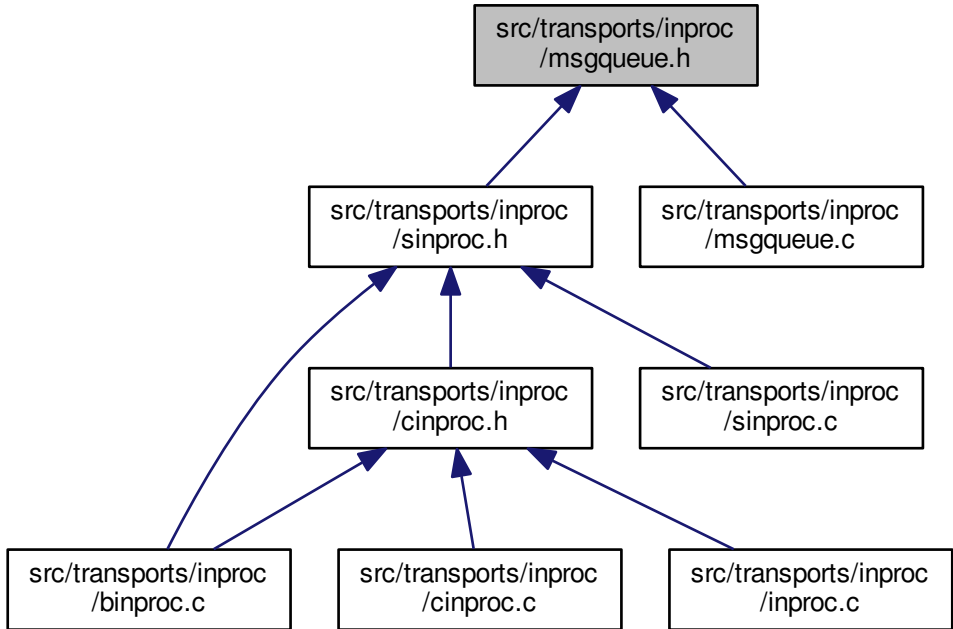 src/transports/inproc
/msgqueue.h
src/transports/inproc
/sinproc.h
src/transports/inproc
/msgqueue.c
src/transports/inproc
/cinproc.h
src/transports/inproc
/sinproc.c
src/transports/inproc
/binproc.c
src/transports/inproc
/cinproc.c
src/transports/inproc
/inproc.c